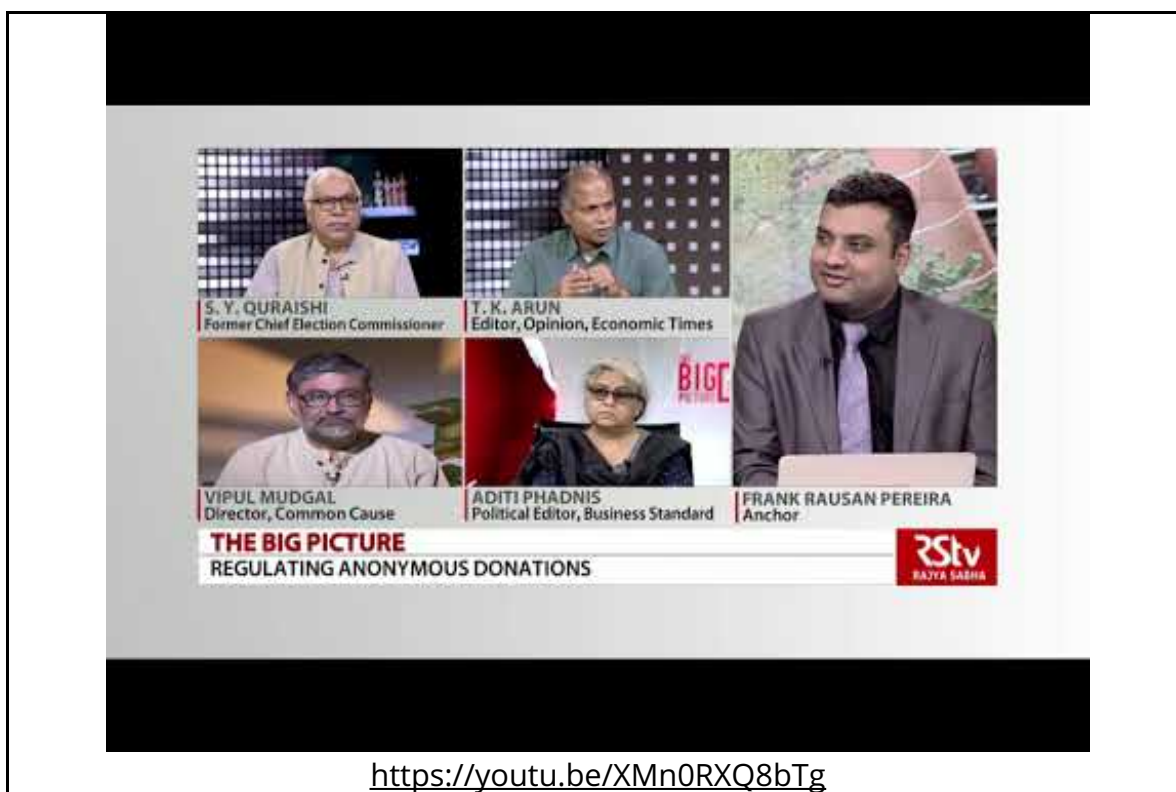 S. Y. QURAISHI
Former Chief Election Commissioner
T. K. ARUN
Editor, Opinion, Economic Times
BIG
PICTURE
VIPUL MUDGAL
Director, Common Cause
ADITI PHADNIS
Political Editor, Business Standard
FRANK RAUSAN PEREIRA
Anchor
THE BIG PICTURE
REGULATING ANONYMOUS DONATIONS
RStv
RAJYA SABHA
https://youtu.be/XMn0RXQ8bTg